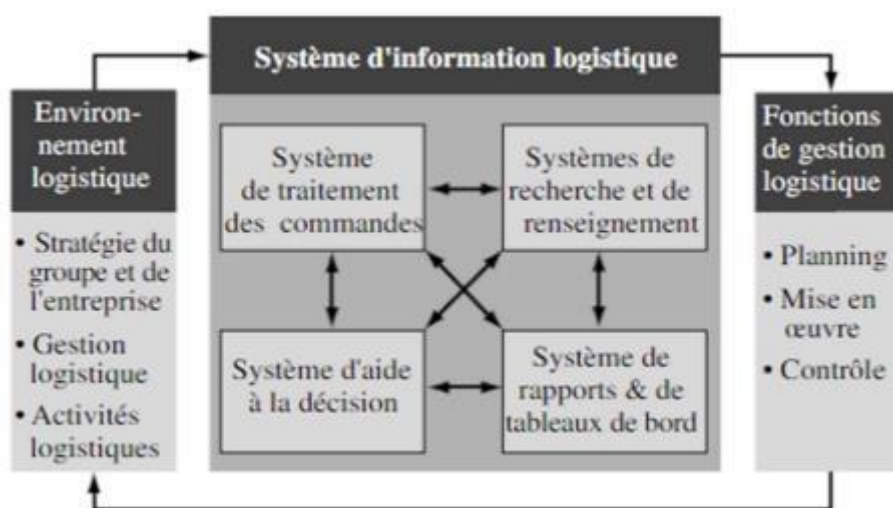 Système d'information logistique
Environ-
nement
logistique
• Stratégie du
groupe et de
l'entreprise
• Gestion
logistique
• Activités
logistiques
Système
de traitement
des commandes
Systèmes de
recherche et de
renseignement
Système d'aide
à la décision
Système de
rapports & de
tableaux de bord
Fonctions
de gestion
logistique
• Planning
• Mise en
œuvre
• Contrôle